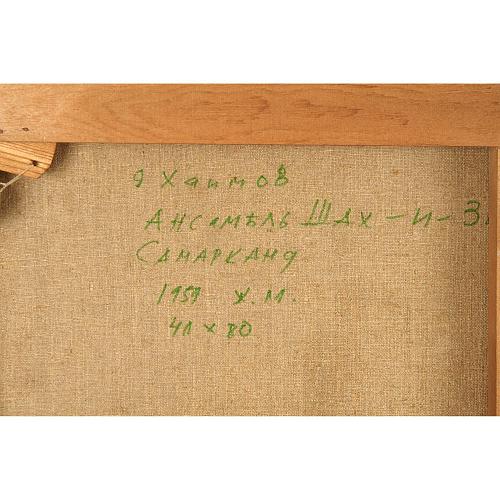 Я Хаимов
Ансамбль Шах-и-З
Самарканд
1959 х.м.
41 х 80